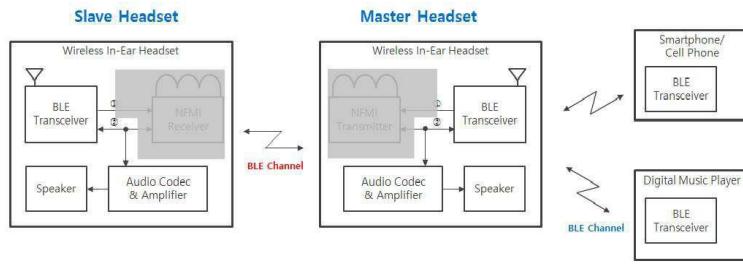 Slave Headset
Master Headset
Wireless In-Ear Headset
BLE
Transceiver
①
②
NFMI
Receiver
Speaker
Audio Codec
& Amplifier
BLE Channel
Wireless In-Ear Headset
NFMI
Transmitter
①
②
BLE
Transceiver
Audio Codec
& Amplifier
Speaker
Smartphone/
Cell Phone
BLE
Transceiver
Digital Music Player
BLE
Transceiver
BLE Channel